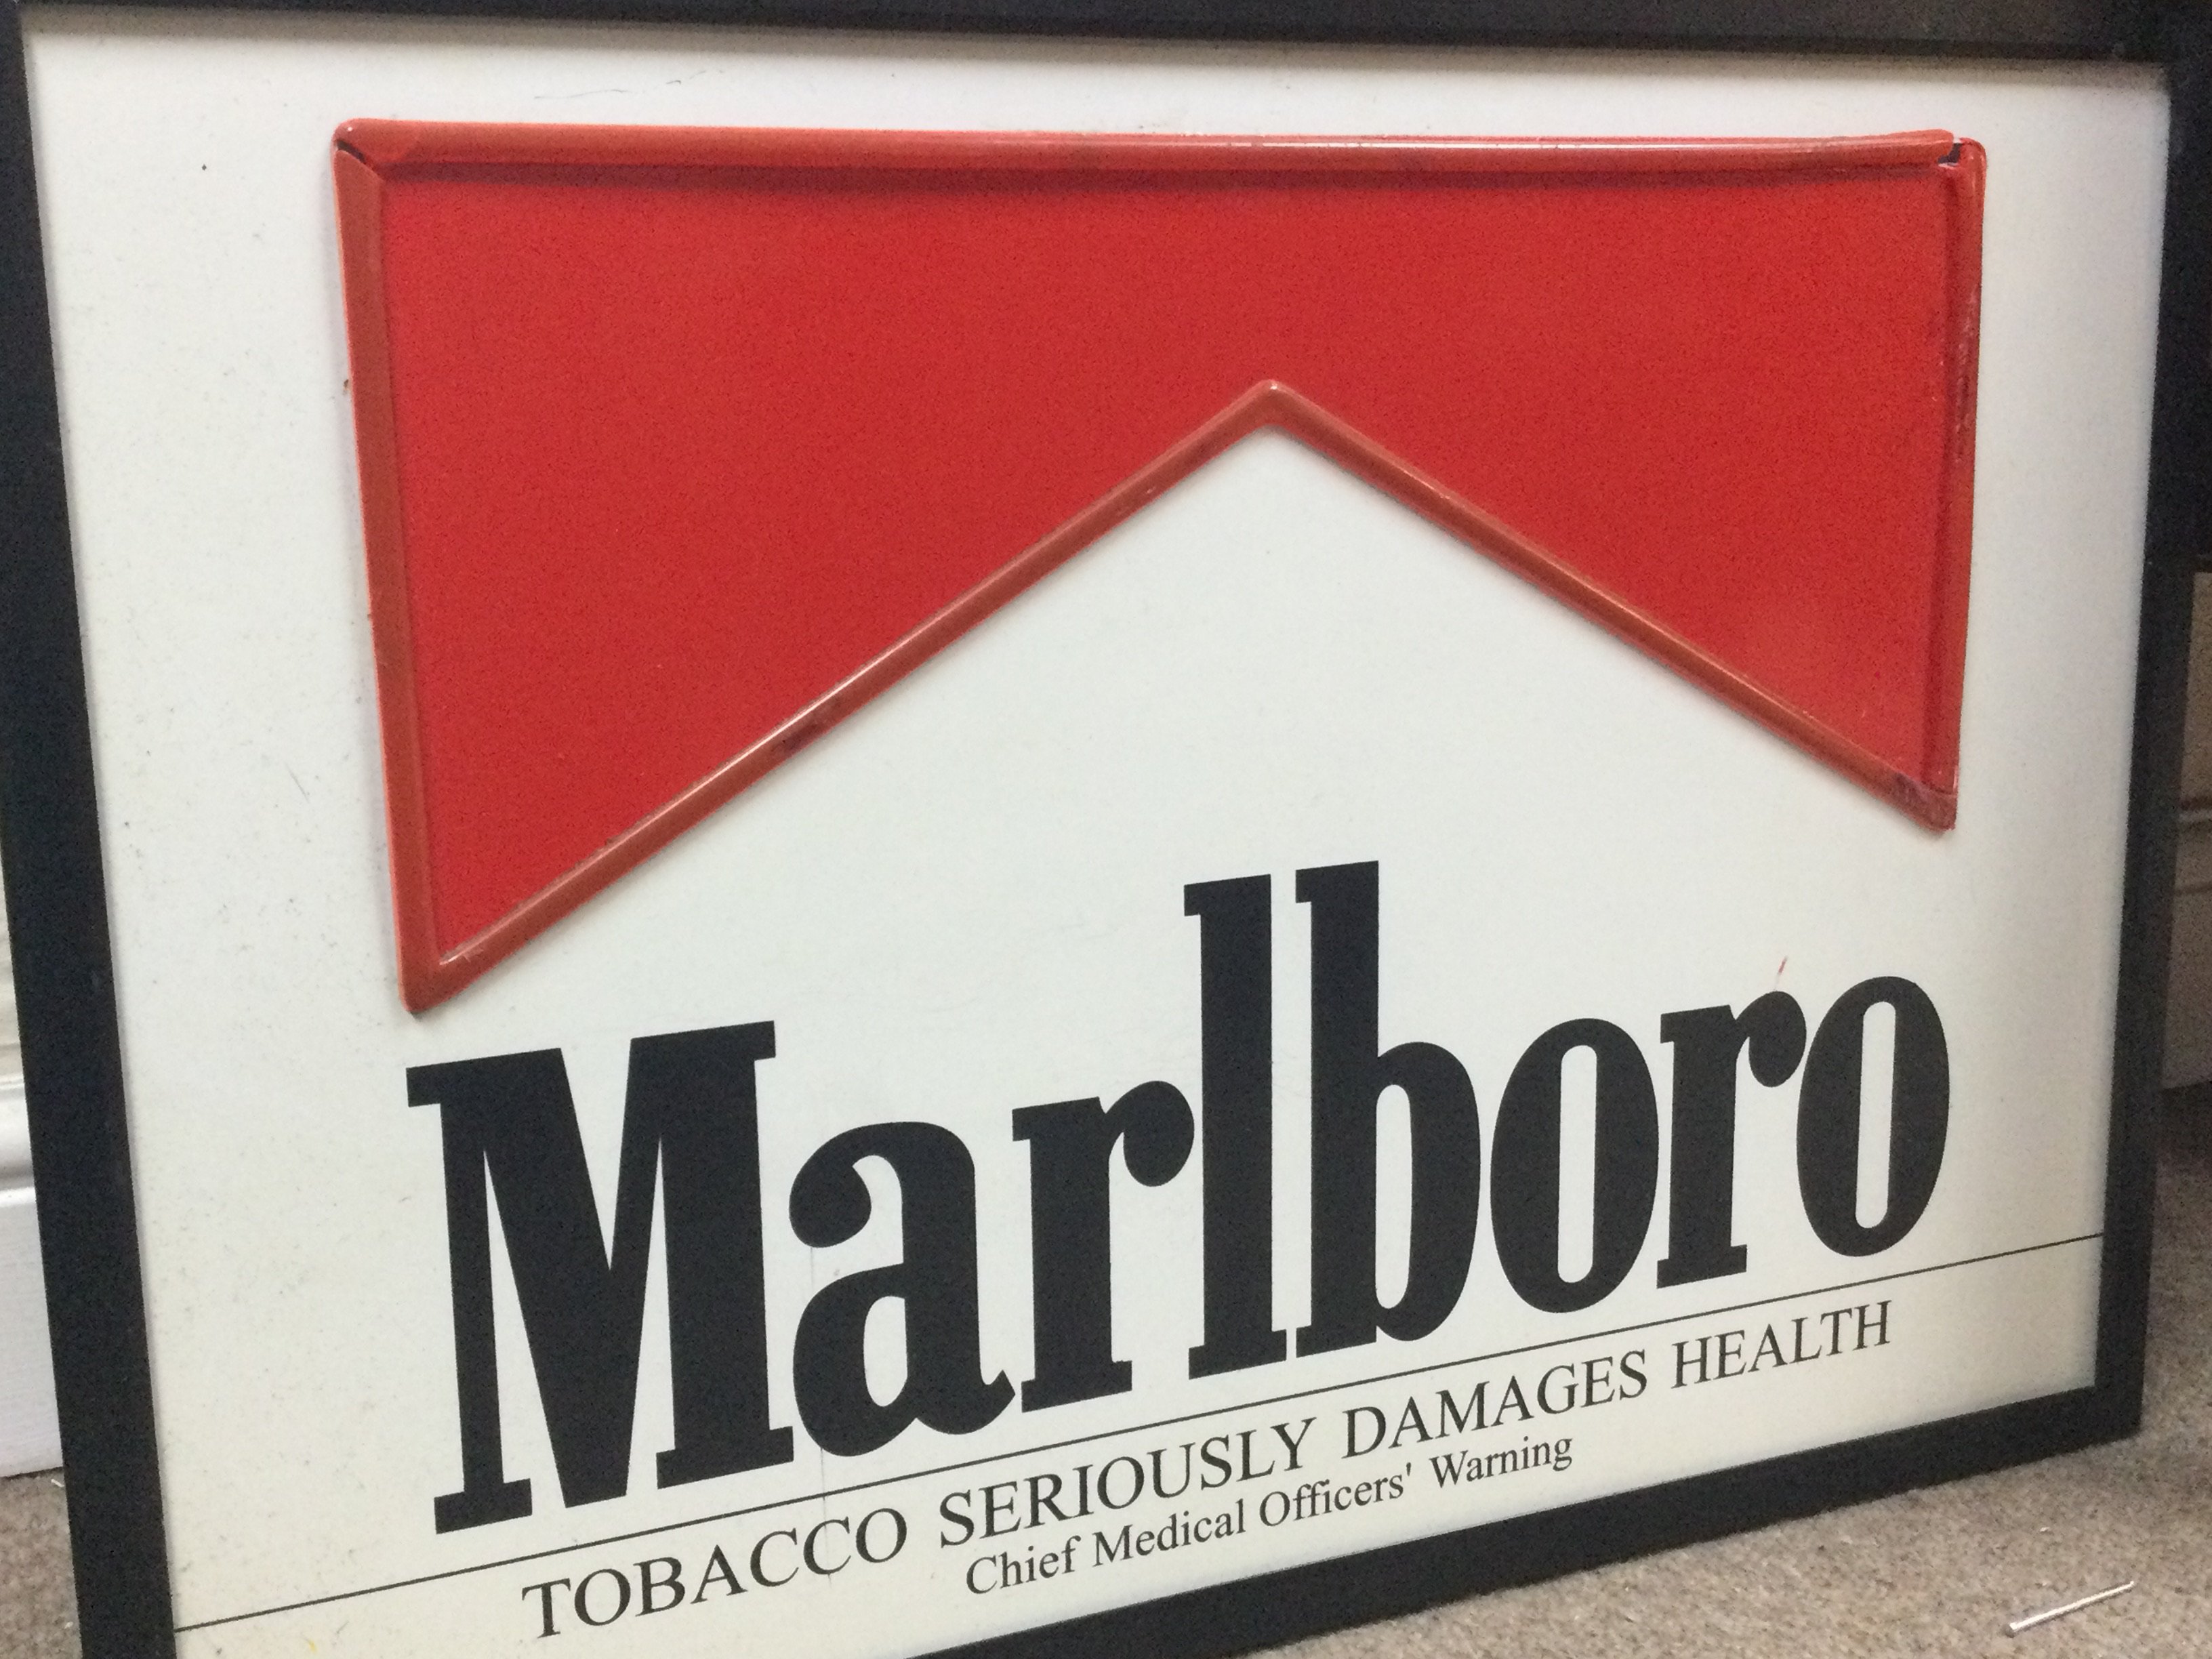 Marlboro
TOBACCO SERIOUSLY DAMAGES HEALTH
Chief Medical Officers' Warning